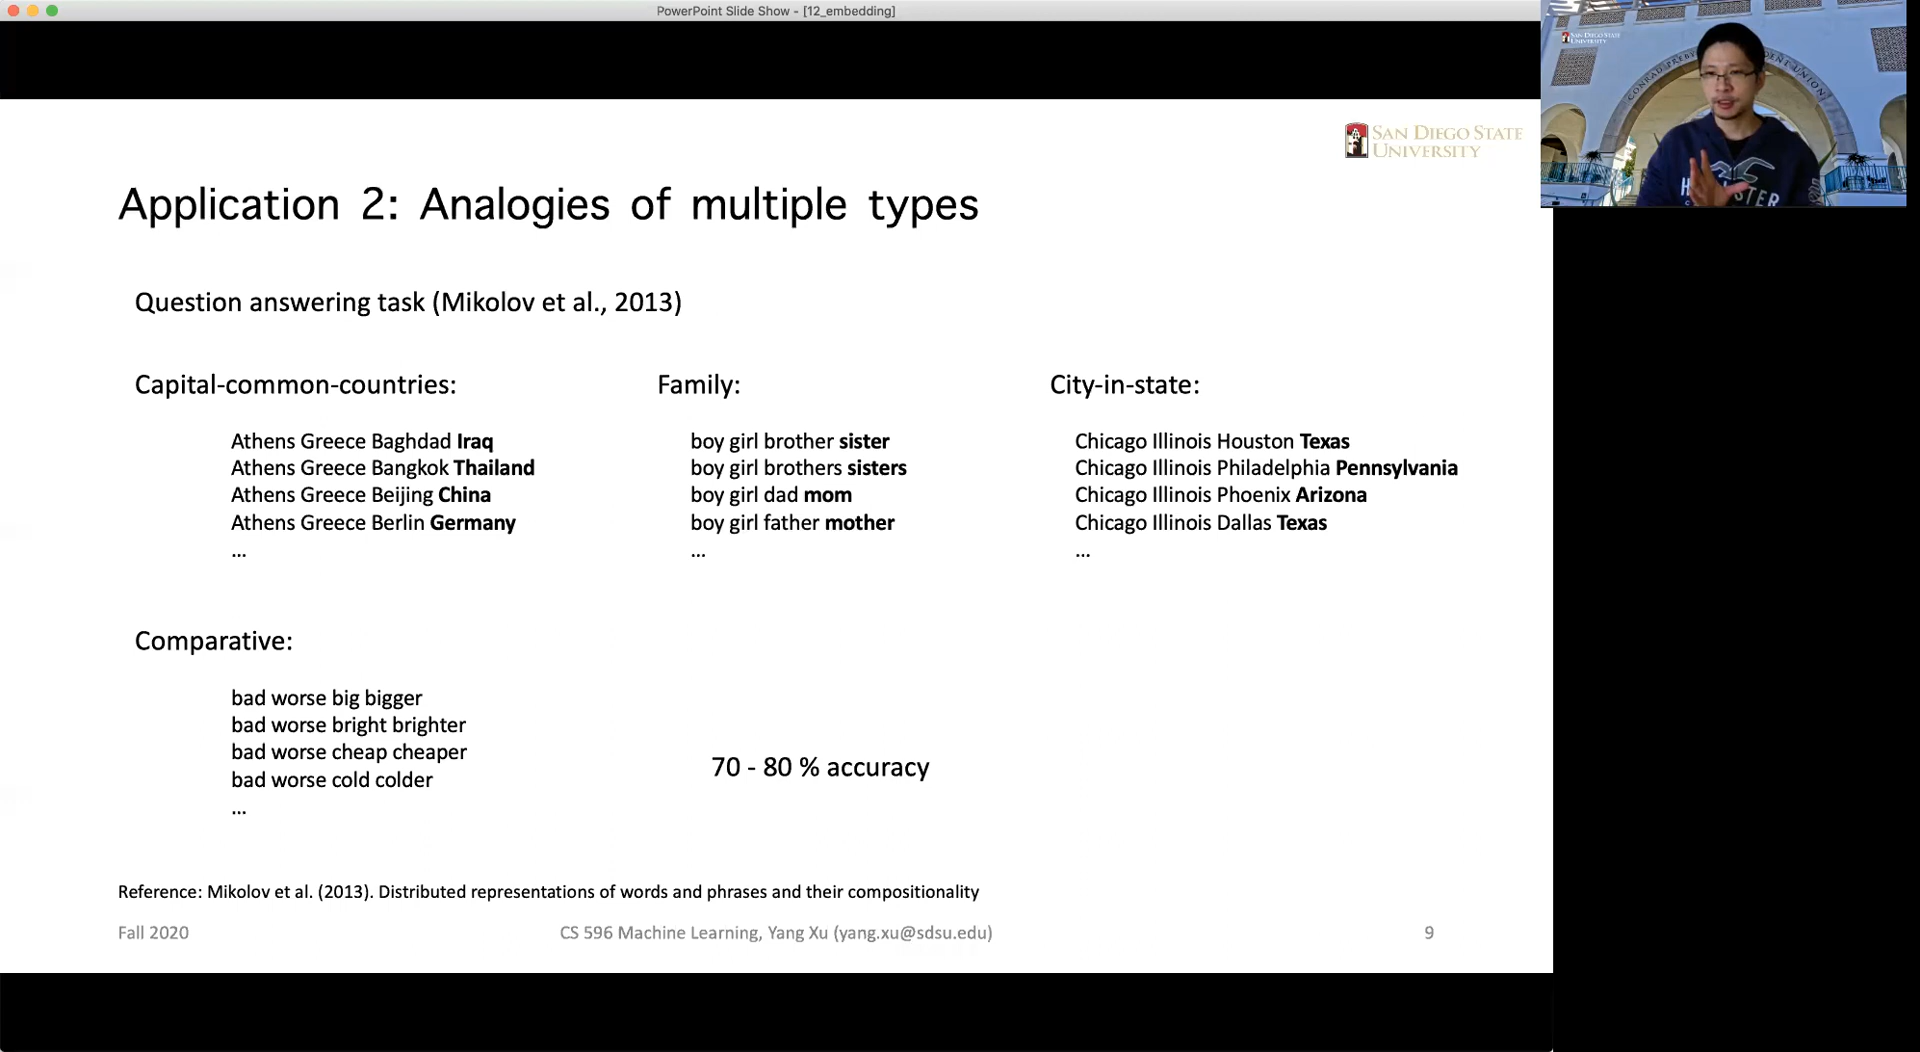 PowerPoint Slide Show - [12_embedding]
SAN DIEGO STATE
UNIVERSITY
SAN DIEGO STATE
UNIVERSITY
Application 2: Analogies of multiple types
Question answering task (Mikolov et al., 2013)
Capital-common-countries:
Athens Greece Baghdad Iraq
Athens Greece Bangkok Thailand
Athens Greece Beijing China
Athens Greece Berlin Germany
...
Family:
boy girl brother sister
boy girl brothers sisters
boy girl dad mom
boy girl father mother
...
City-in-state:
Chicago Illinois Houston Texas
Chicago Illinois Philadelphia Pennsylvania
Chicago Illinois Phoenix Arizona
Chicago Illinois Dallas Texas
...
Comparative:
bad worse big bigger
bad worse bright brighter
bad worse cheap cheaper
bad worse cold colder
...
70 - 80 % accuracy
Reference: Mikolov et al. (2013). Distributed representations of words and phrases and their compositionality
Fall 2020
CS 596 Machine Learning, Yang Xu (yang.xu@sdsu.edu)
9